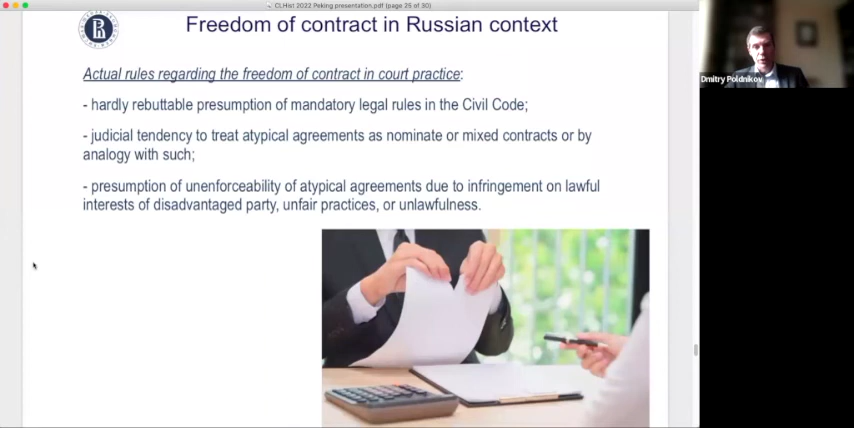 CLHist 2022 Peking presentation.pdf (page 25 of 30)
Freedom of contract in Russian context
Dmitry Poldnikov
Actual rules regarding the freedom of contract in court practice:
- hardly rebuttable presumption of mandatory legal rules in the Civil Code;
- judicial tendency to treat atypical agreements as nominate or mixed contracts or by
analogy with such;
- presumption of unenforceability of atypical agreements due to infringement on lawful
interests of disadvantaged party, unfair practices, or unlawfulness.